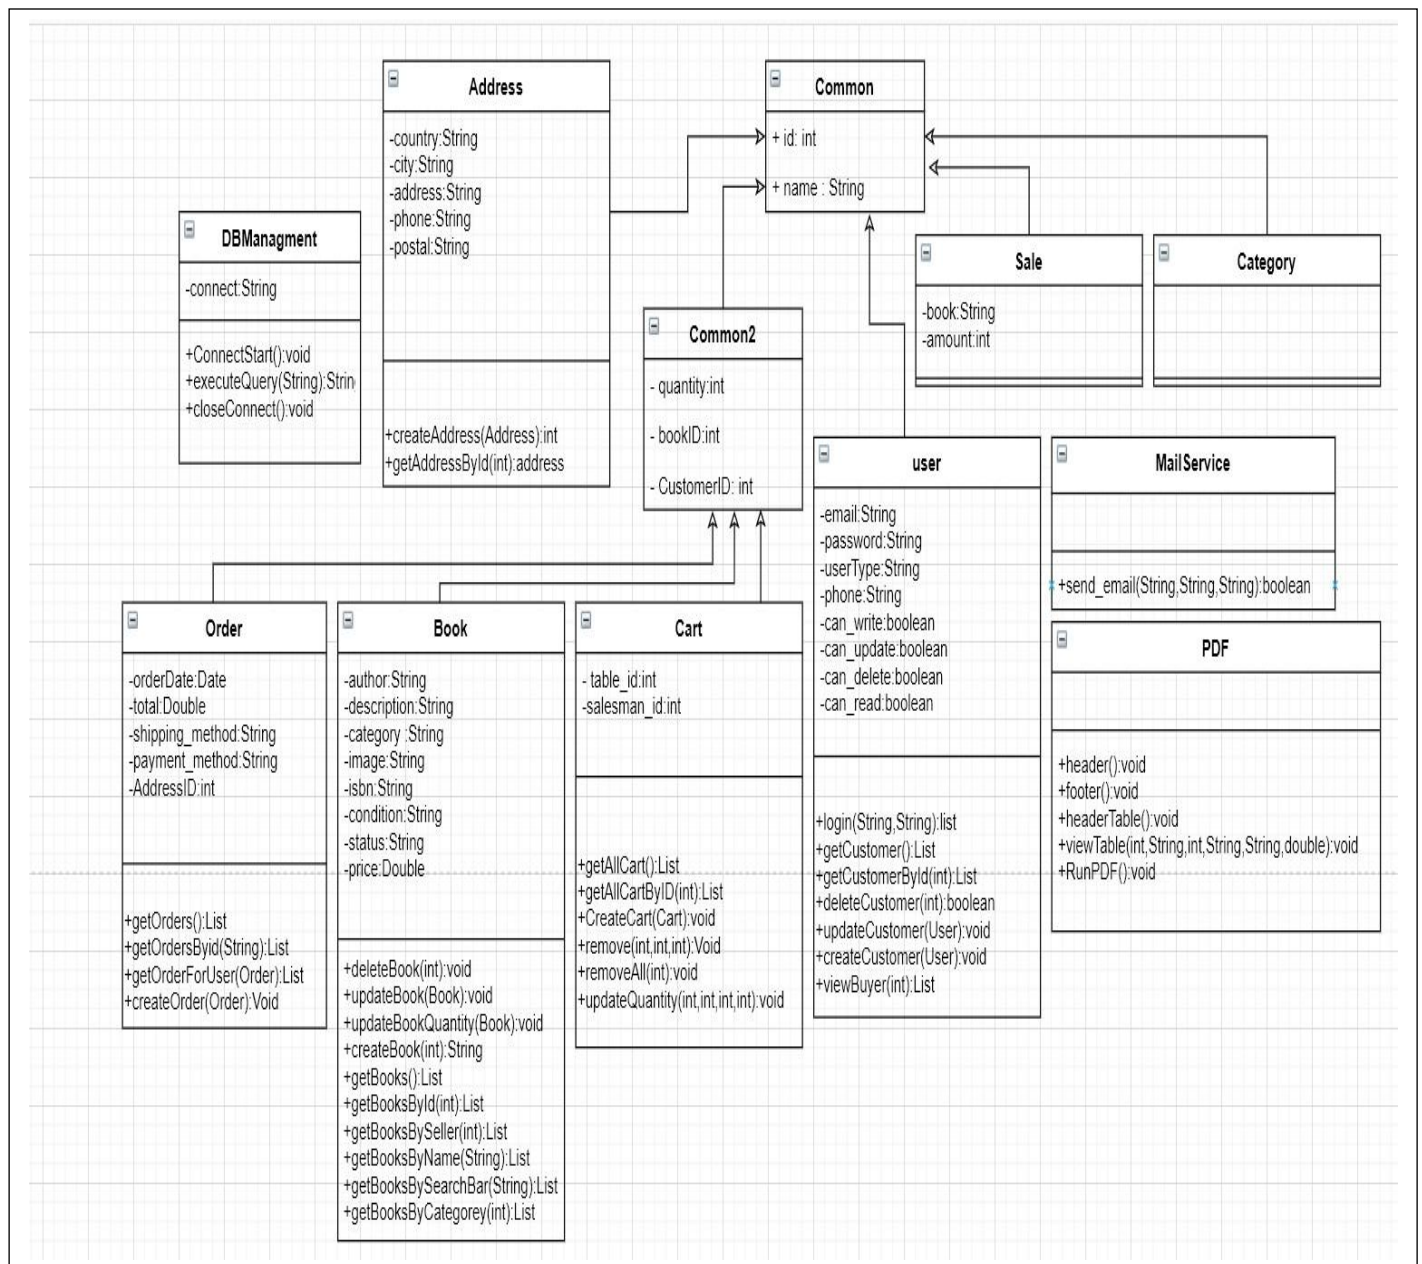 Address
-country:String
-city:String
-address:String
-phone:String
-postal:String
+createAddress(Address):int
+getAddressById(int):address
Common
+ id: int
+ name : String
DBManagment
-connect:String
+ConnectStart():void
+executeQuery(String):Strin
+closeConnect():void
Common2
- quantity:int
- bookID:int
- CustomerID: int
Sale
-book:String
-amount:int
Category
user
-email:String
-password:String
-userType:String
-phone:String
-can_write:boolean
-can_update:boolean
-can_delete:boolean
-can_read:boolean
+login(String,String):list
+getCustomer():List
+getCustomerById(int):List
+deleteCustomer(int):boolean
+updateCustomer(User):void
+createCustomer(User):void
+viewBuyer(int):List
MailService
+send_email(String,String,String):boolean
Order
-orderDate:Date
-total:Double
-shipping_method:String
-payment_method:String
-AddressID:int
+getOrders():List
+getOrdersByid(String):List
+getOrderForUser(Order):List
+createOrder(Order):Void
Book
-author:String
-description:String
-category :String
-image:String
-isbn:String
-condition:String
-status:String
-price:Double
+deleteBook(int):void
+updateBook(Book):void
+updateBookQuantity(Book):void
+createBook(int):String
+getBooks():List
+getBooksById(int):List
+getBooksBySeller(int):List
+getBooksByName(String):List
+getBooksBySearchBar(String):List
+getBooksByCategorey(int):List
Cart
- table_id:int
-salesman_id:int
+getAllCart():List
+getAllCartByID(int):List
+CreateCart(Cart):void
+remove(int,int,int):Void
+removeAll(int):void
+updateQuantity(int,int,int,int):void
PDF
+header():void
+footer():void
+headerTable():void
+viewTable(int,String,int,String,String,double):void
+RunPDF():void